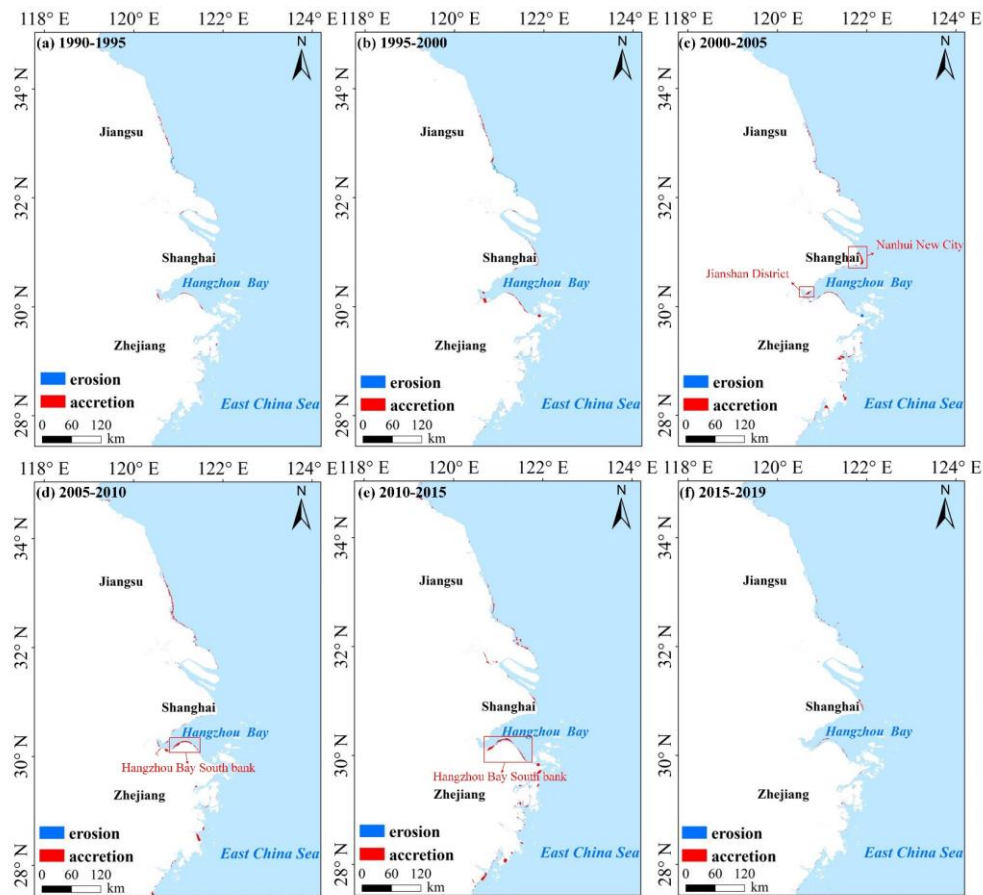 118° E 120° E 122° E 124° E 118° E 120° E 122° E 124° E 118° E 120° E 122° E 124° E
(a) 1990-1995
N
34° N
32° N
30° N
28° N
Jiangsu
Shanghai
Hangzhou Bay
Zhejiang
erosion
accretion
East China Sea
0 60 120
km
(b) 1995-2000
N
34° N
32° N
30° N
28° N
Jiangsu
Shanghai
Hangzhou Bay
Zhejiang
erosion
accretion
East China Sea
0 60 120
km
(c) 2000-2005
N
34° N
32° N
30° N
28° N
Jiangsu
Nanhui New City
Shanghai
Jianshan District
Hangzhou Bay
Zhejiang
erosion
accretion
East China Sea
0 60 120
km
118° E 120° E 122° E 124° E 118° E 120° E 122° E 124° E 118° E 120° E 122° E 124° E
(d) 2005-2010
N
34° N
32° N
30° N
28° N
Jiangsu
Shanghai
Hangzhou Bay
Hangzhou Bay South bank
Zhejiang
erosion
accretion
East China Sea
0 60 120
km
(e) 2010-2015
N
34° N
32° N
30° N
28° N
Jiangsu
Shanghai
Hangzhou Bay
Hangzhou Bay South bank
Zhejiang
erosion
accretion
East China Sea
0 60 120
km
(f) 2015-2019
N
34° N
32° N
30° N
28° N
Jiangsu
Shanghai
Hangzhou Bay
Zhejiang
erosion
accretion
East China Sea
0 60 120
km